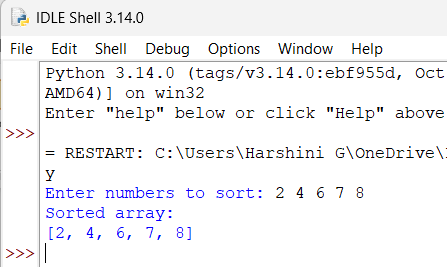 IDLE Shell 3.14.0
File Edit Shell Debug Options Window Help
Python 3.14.0 (tags/v3.14.0:ebf955d, Oct
AMD64)] on win32
Enter "help" below or click "Help" above
>>>
= RESTART: C:\Users\Harshini G\OneDrive\
y
Enter numbers to sort: 2 4 6 7 8
Sorted array:
[2, 4, 6, 7, 8]
>>>